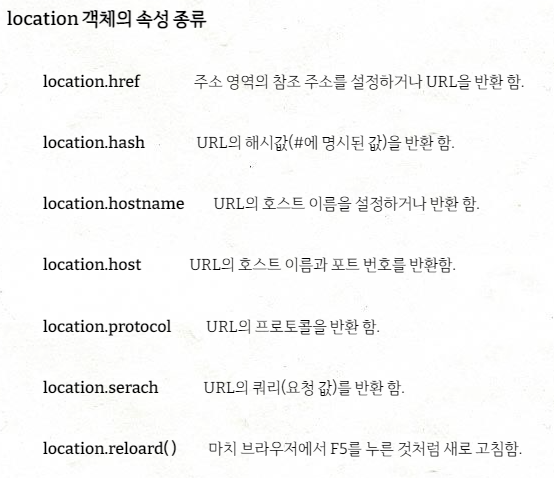 location 객체의 속성 종류
location.href 주소 영역의 참조 주소를 설정하거나 URL을 반환 함.
location.hash URL의 해시값(#에 명시된 값)을 반환 함.
location.hostname URL의 호스트 이름을 설정하거나 반환 함.
location.host URL의 호스트 이름과 포트 번호를 반환함.
location.protocol URL의 프로토콜을 반환 함.
location.serach URL의 쿼리(요청 값)를 반환 함.
location.reloard( ) 마치 브라우저에서 F5를 누른 것처럼 새로 고침함.